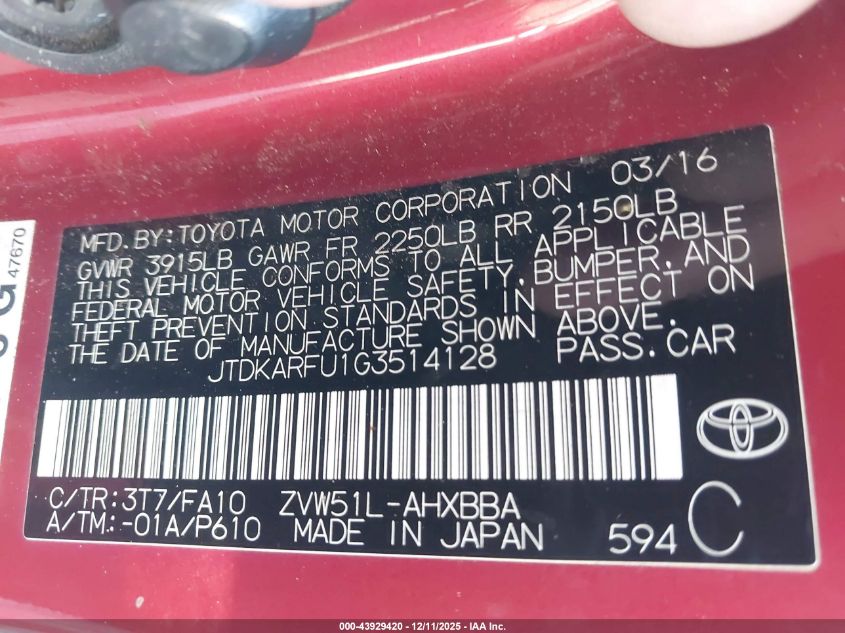 MFD.BY:TOYOTA MOTOR CORPORATION 03/16
GVWR 3915LB GAWR FR 2250LB RR 2150LB
THIS VEHICLE CONFORMS TO ALL APPLICABLE
FEDERAL MOTOR VEHICLE SAFETY,BUMPER,AND
THEFT PREVENTION STANDARDS IN EFFECT ON
THE DATE OF MANUFACTURE SHOWN ABOVE.
JTDKARFU1G3514128 PASS.CAR
C/TR:3T7/FA10 ZVW51L-AHXBBA
A/TM:-01A/P610 MADE IN JAPAN 594 C
47670
000-43929420 - 12/11/2025 - IAA Inc.